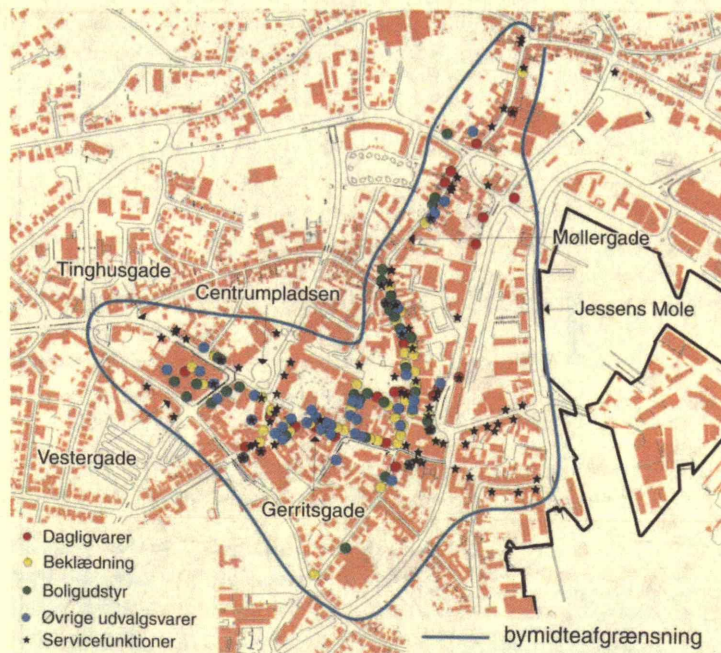 Møllergade
Tinghusgade
Centrumpladsen
Jessens Mole
Vestergade
Gerritsgade
Dagligvarer
Beklædning
Boligudstyr
Øvrige udvalgsvarer
Servicefunktioner
bymidteafgrænsning